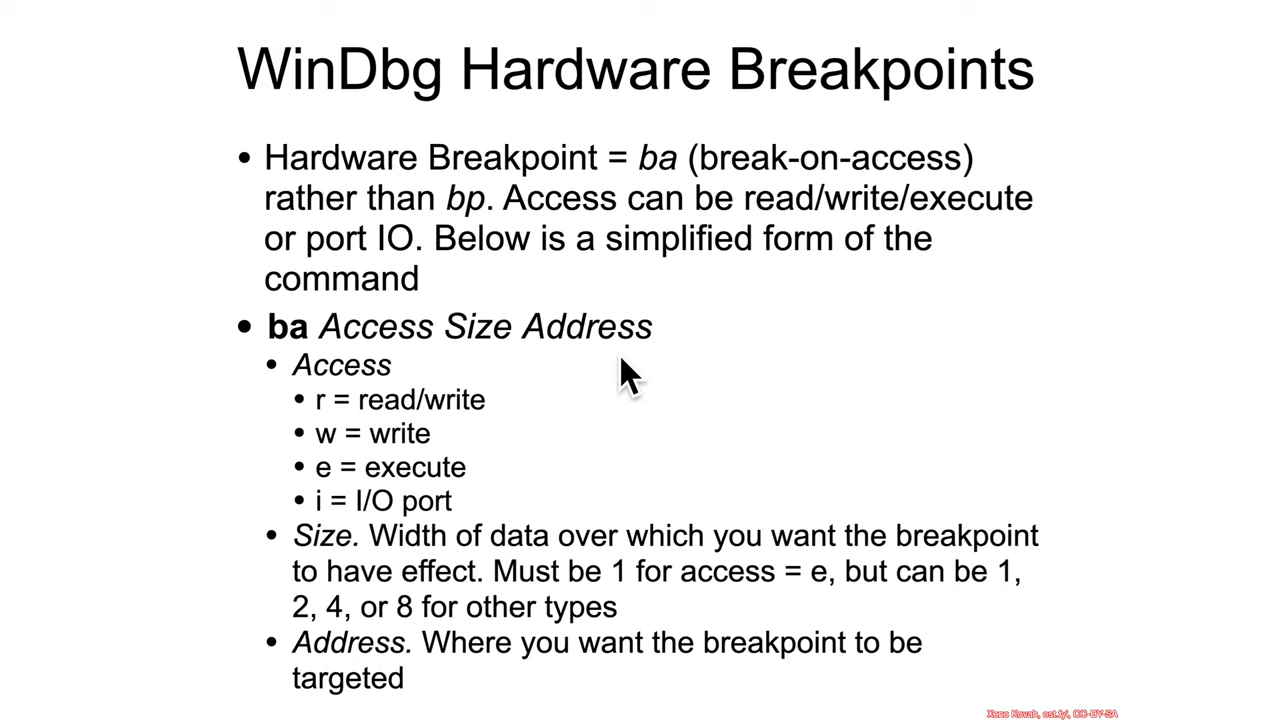 WinDbg Hardware Breakpoints
• Hardware Breakpoint = ba (break-on-access)
rather than bp. Access can be read/write/execute
or port IO. Below is a simplified form of the
command
• ba Access Size Address
• Access
• r = read/write
• w = write
• e = execute
• i = I/O port
• Size. Width of data over which you want the breakpoint
to have effect. Must be 1 for access = e, but can be 1,
2, 4, or 8 for other types
• Address. Where you want the breakpoint to be
targeted
Xeno Kovah, ost.fyi, CC-BY-SA